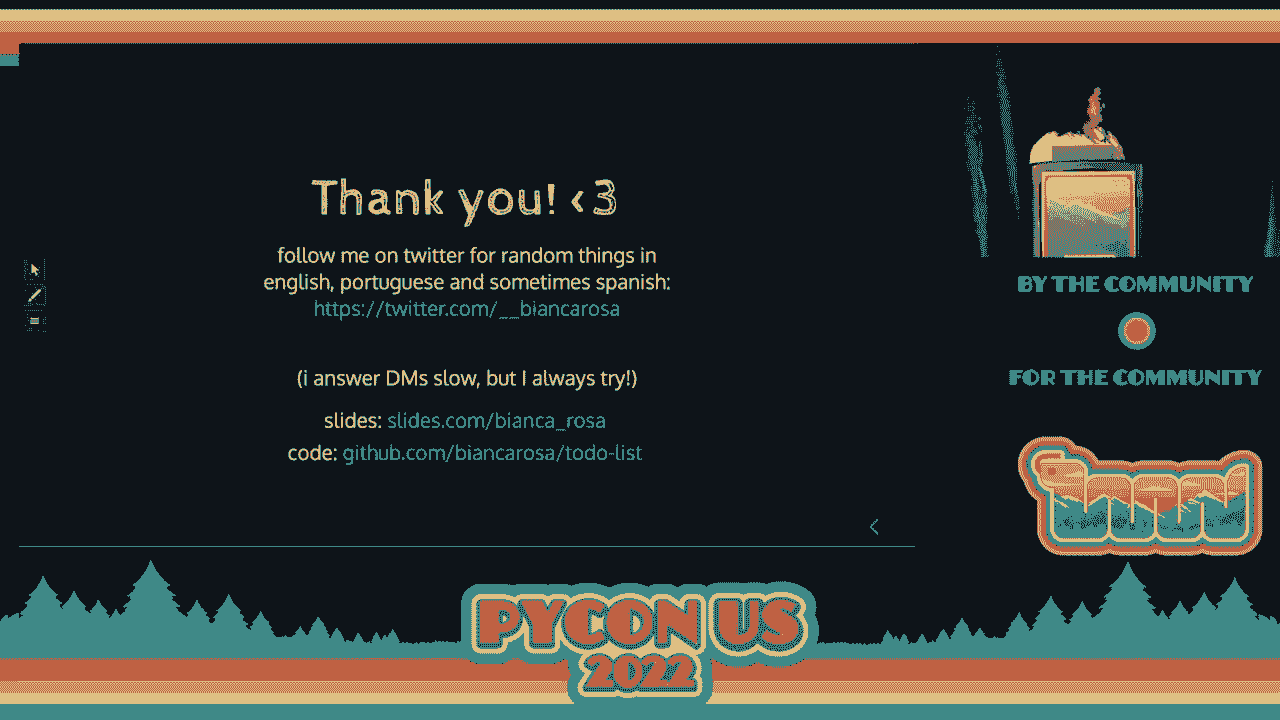 Thank you! <3
follow me on twitter for random things in
english, portuguese and sometimes spanish:
https://twitter.com/__biancarosa
(i answer DMs slow, but I always try!)
slides: slides.com/bianca_rosa
code: github.com/biancarosa/todo-list
BY THE COMMUNITY
FOR THE COMMUNITY
PYCON US
2022